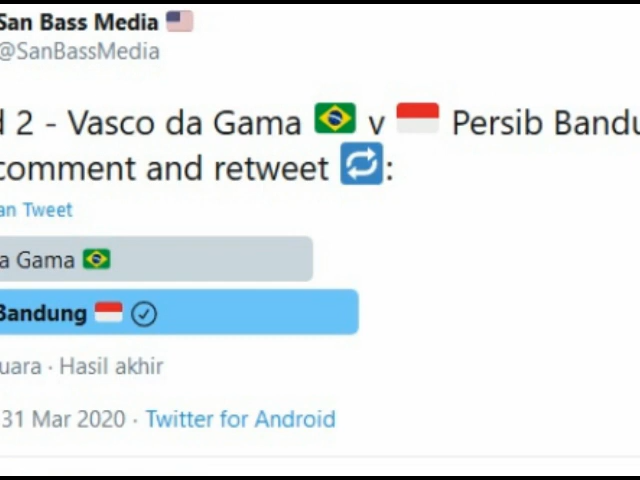 San Bass Media 🇺🇸
@SanBassMedia
d 2 - Vasco da Gama 🇧🇷 v 🇮🇩 Persib Bandu
comment and retweet 🔁:
an Tweet
a Gama 🇧🇷
Bandung 🇮🇩
uara · Hasil akhir
31 Mar 2020 · Twitter for Android